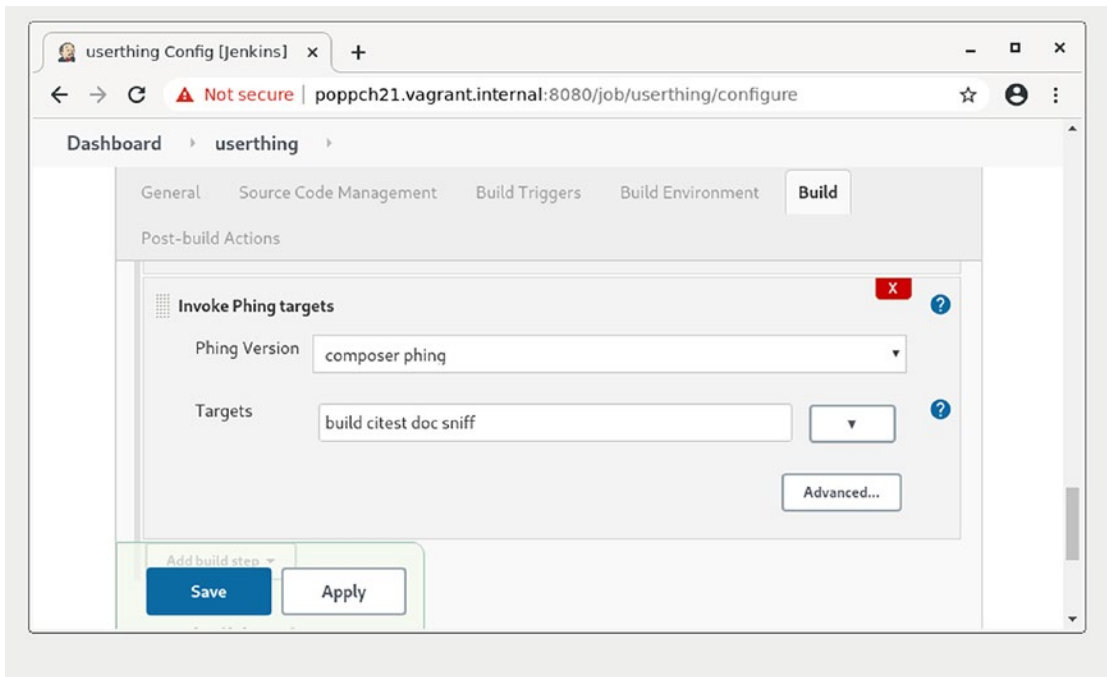 userthing Config [Jenkins] × +
Not secure | poppch21.vagrant.internal:8080/job/userthing/configure
Dashboard userthing
General Source Code Management Build Triggers Build Environment Build
Post-build Actions
X
Invoke Phing targets ?
Phing Version composer phing
Targets build citest doc sniff ?
Advanced...
Add build step
Save Apply